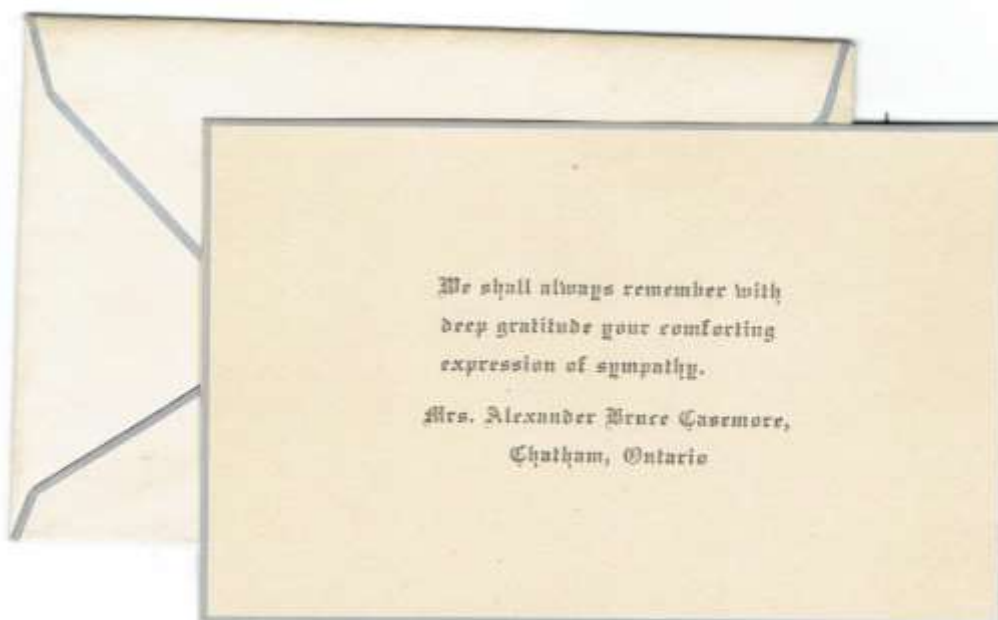 We shall always remember with
deep gratitude your comforting
expression of sympathy.
Mrs. Alexander Bruce Casemore,
Chatham, Ontario